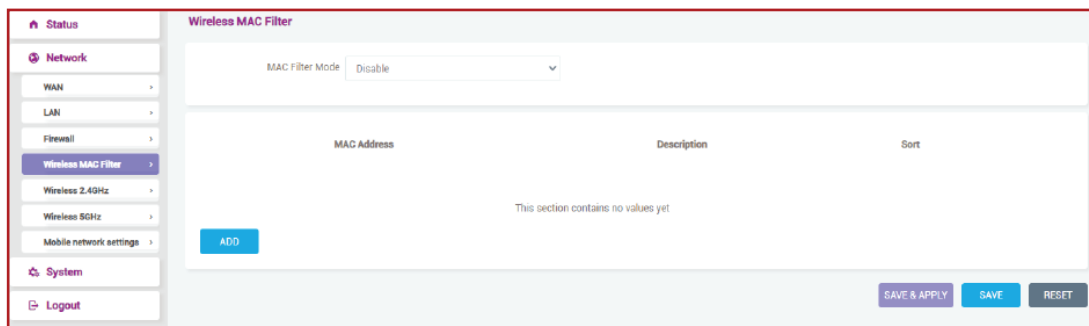 Status
Network
WAN
LAN
Firewall
Wireless MAC Filter
Wireless 2.4GHz
Wireless 5GHz
Mobile network settings
System
Logout
Wireless MAC Filter
MAC Filter Mode Disable
MAC Address Description Sort
This section contains no values yet
ADD
SAVE & APPLY SAVE RESET